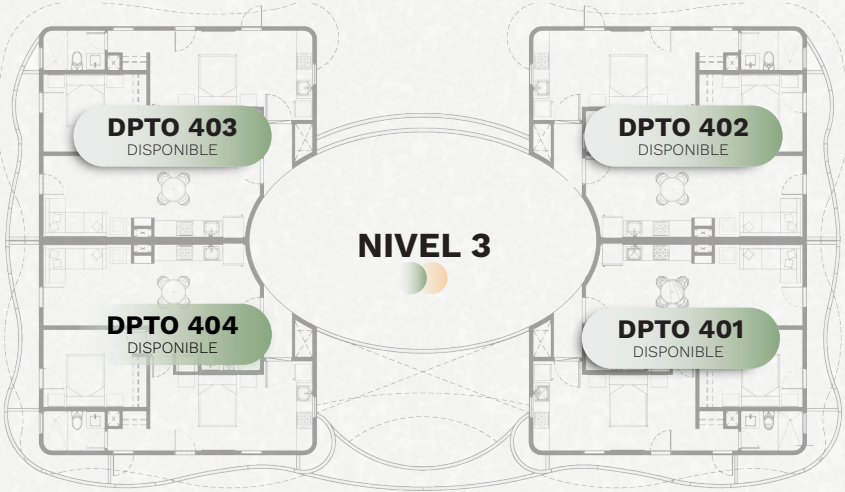 DPTO 403
DISPONIBLE
DPTO 402
DISPONIBLE
NIVEL 3
DPTO 404
DISPONIBLE
DPTO 401
DISPONIBLE